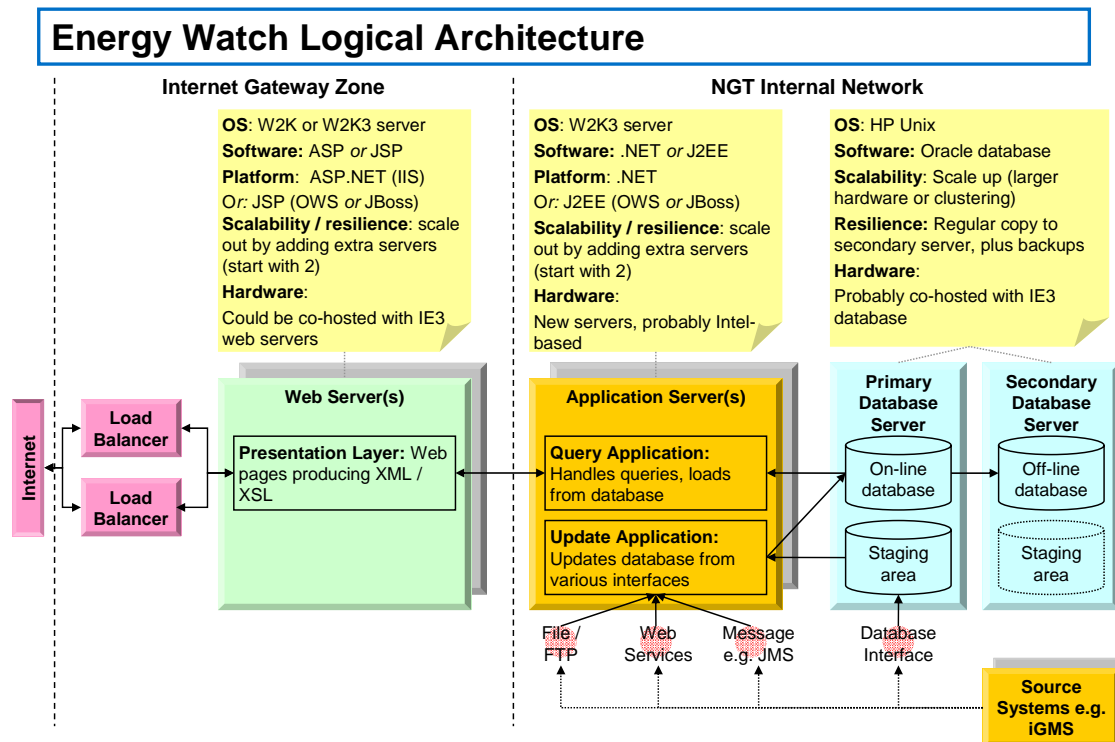 Energy Watch Logical Architecture
Internet Gateway Zone
NGT Internal Network
OS: W2K or W2K3 server
Software: ASP or JSP
Platform: ASP.NET (IIS)
Or: JSP (OWS or JBoss)
Scalability / resilience: scale
out by adding extra servers
(start with 2)
Hardware:
Could be co-hosted with IE3
web servers
OS: W2K3 server
Software: .NET or J2EE
Platform: .NET
Or: J2EE (OWS or JBoss)
Scalability / resilience: scale
out by adding extra servers
(start with 2)
Hardware:
New servers, probably Intel-
based
OS: HP Unix
Software: Oracle database
Scalability: Scale up (larger
hardware or clustering)
Resilience: Regular copy to
secondary server, plus backups
Hardware:
Probably co-hosted with IE3
database
Internet
Load
Balancer
Load
Balancer
Web Server(s)
Presentation Layer: Web
pages producing XML /
XSL
Application Server(s)
Query Application:
Handles queries, loads
from database
Update Application:
Updates database from
various interfaces
Primary
Database
Server
On-line
database
Staging
area
Secondary
Database
Server
Off-line
database
Staging
area
File /
FTP
Web
Services
Message
e.g. JMS
Database
Interface
Source
Systems e.g.
iGMS